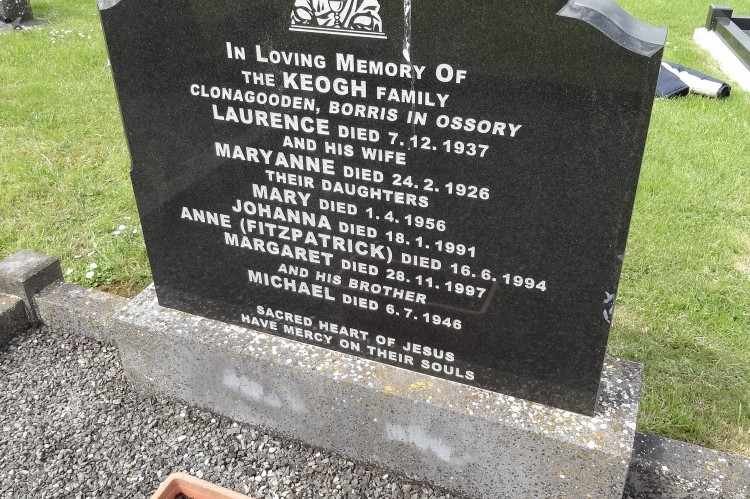 IN LOVING MEMORY OF
THE KEOGH FAMILY
CLONAGOODEN, BORRIS IN OSSORY
LAURENCE DIED 7.12.1937
AND HIS WIFE
MARYANNE DIED 24.2.1926
THEIR DAUGHTERS
MARY DIED 1.4.1956
JOHANNA DIED 18.1.1991
ANNE (FITZPATRICK) DIED 16.6.1994
MARGARET DIED 28.11.1997
AND HIS BROTHER
MICHAEL DIED 6.7.1946
SACRED HEART OF JESUS
HAVE MERCY ON THEIR SOULS